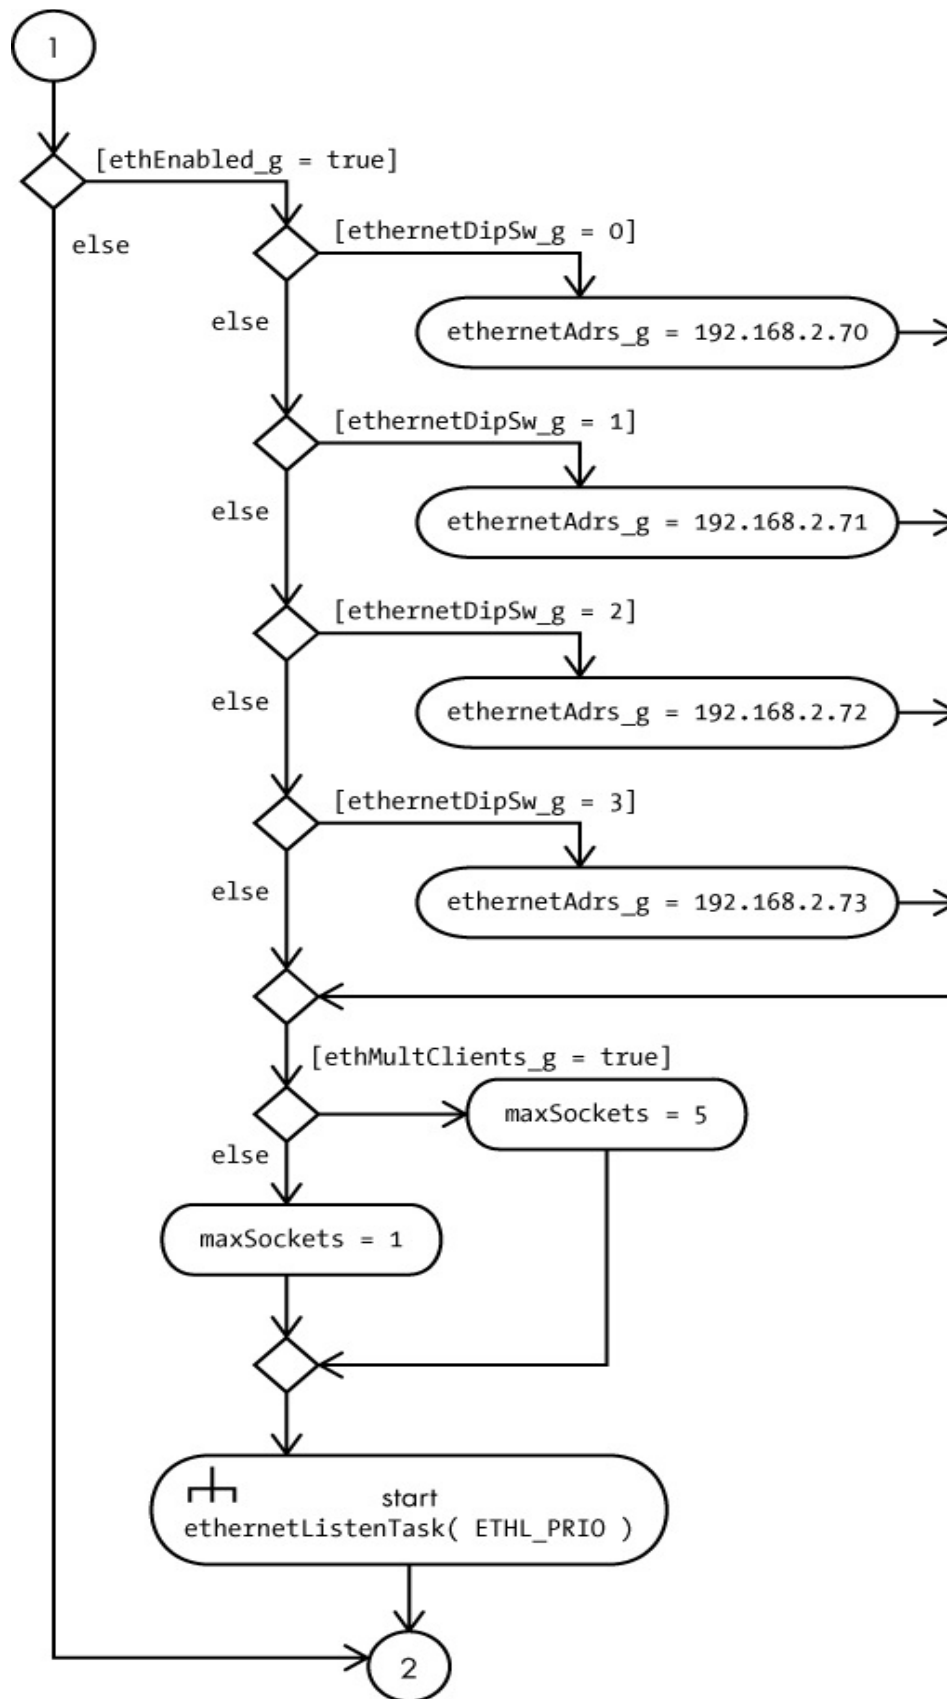 1
[ethEnabled_g = true]
else
[ethernetDipSw_g = 0]
ethernetAdrs_g = 192.168.2.70
else
[ethernetDipSw_g = 1]
ethernetAdrs_g = 192.168.2.71
else
[ethernetDipSw_g = 2]
ethernetAdrs_g = 192.168.2.72
else
[ethernetDipSw_g = 3]
ethernetAdrs_g = 192.168.2.73
else
[ethMultClients_g = true]
maxSockets = 5
else
maxSockets = 1
start
ethernetListenTask( ETHL_PRIO )
2